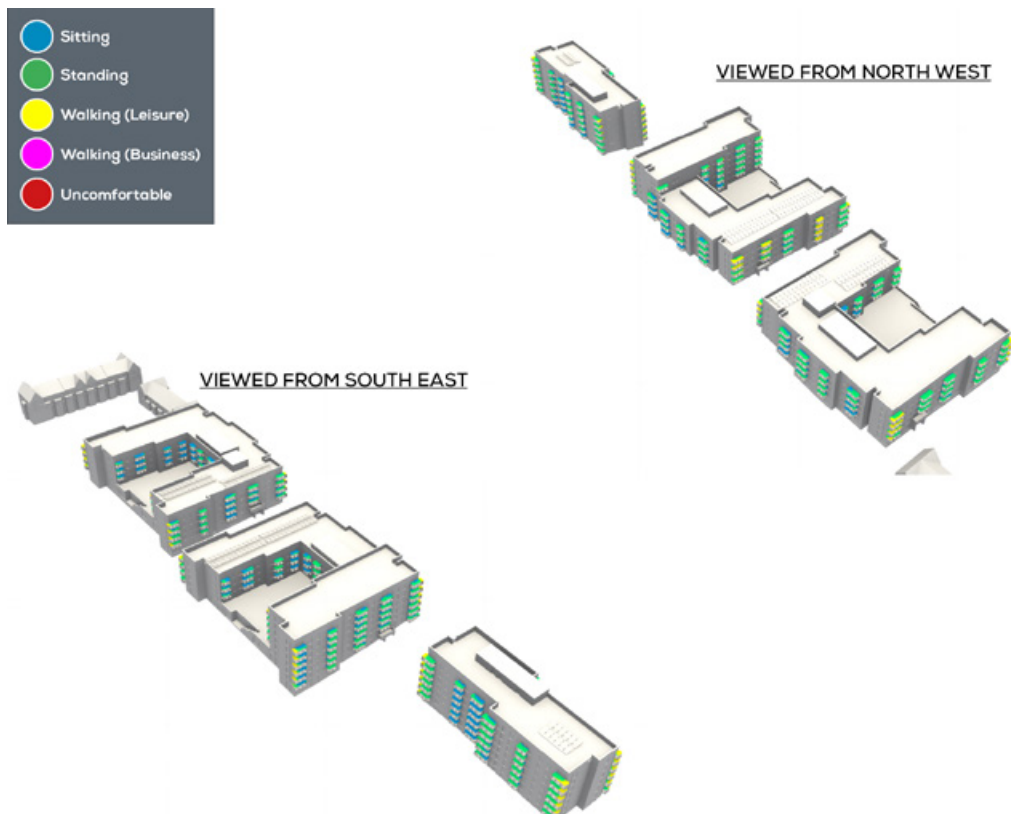 Sitting
Standing
Walking (Leisure)
Walking (Business)
Uncomfortable
VIEWED FROM NORTH WEST
VIEWED FROM SOUTH EAST